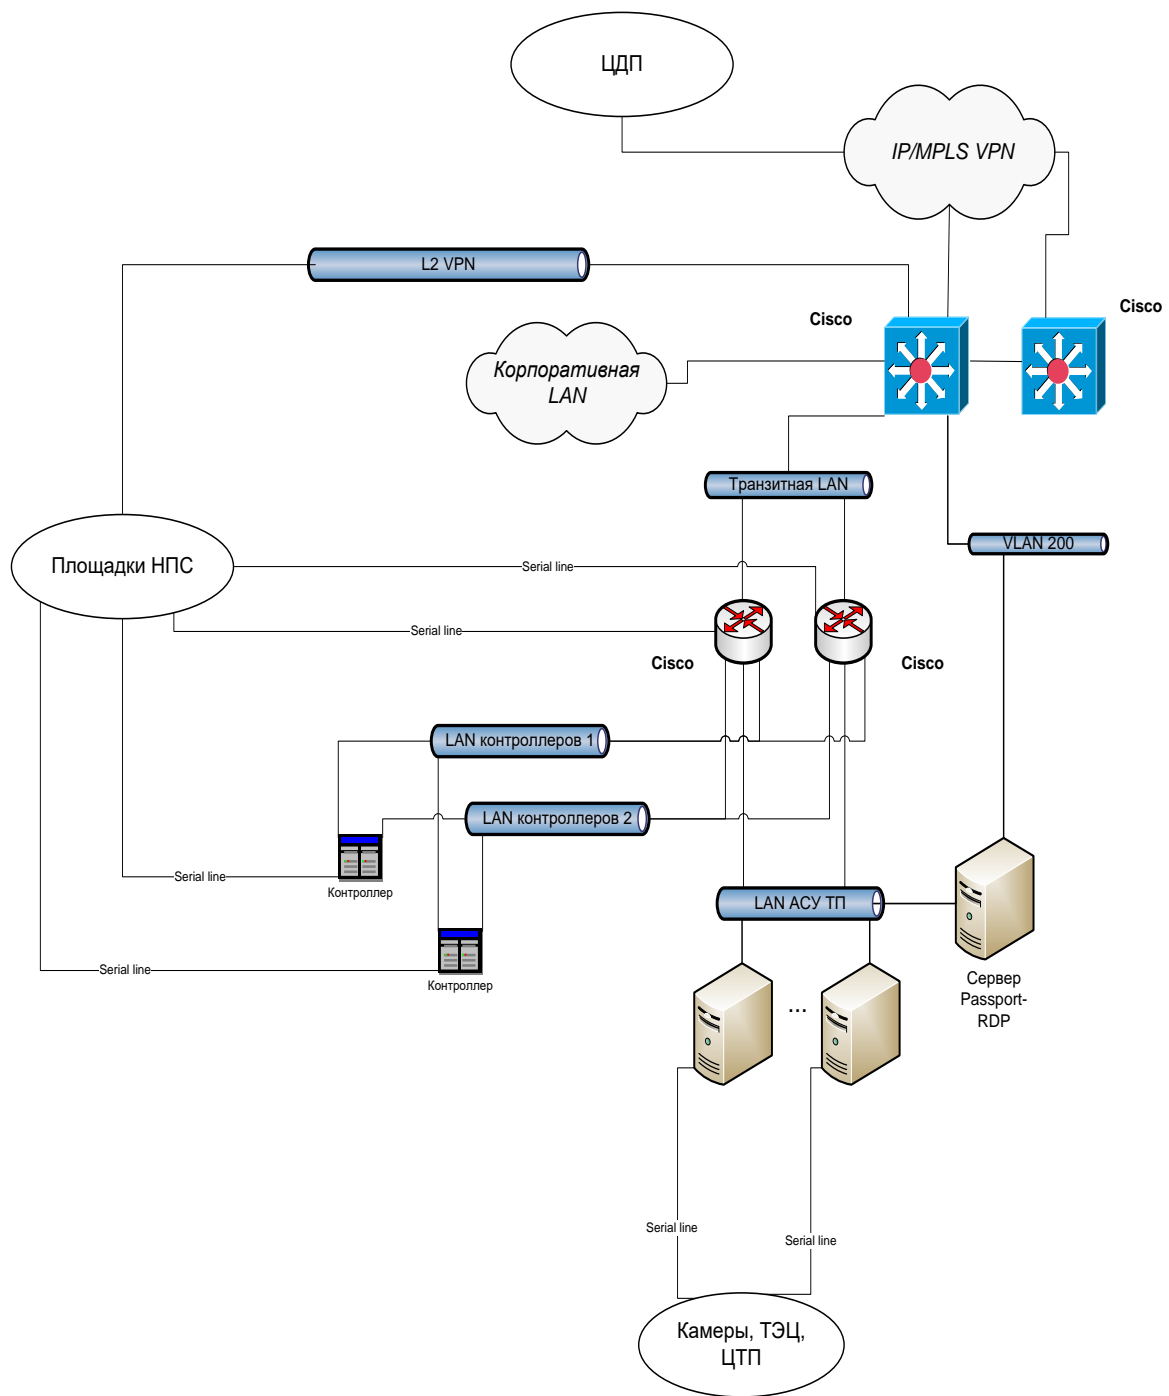 ЦДП
IP/MPLS VPN
L2 VPN
Cisco
Cisco
Корпоративная
LAN
Транзитная LAN
VLAN 200
Площадки НПС
Serial line
Serial line
Cisco
Cisco
LAN контроллеров 1
LAN контроллеров 2
Serial line
Контроллер
LAN АСУ ТП
Serial line
Контроллер
Сервер
Passport-
RDP
...
Serial line
Serial line
Камеры, ТЭЦ,
ЦТП